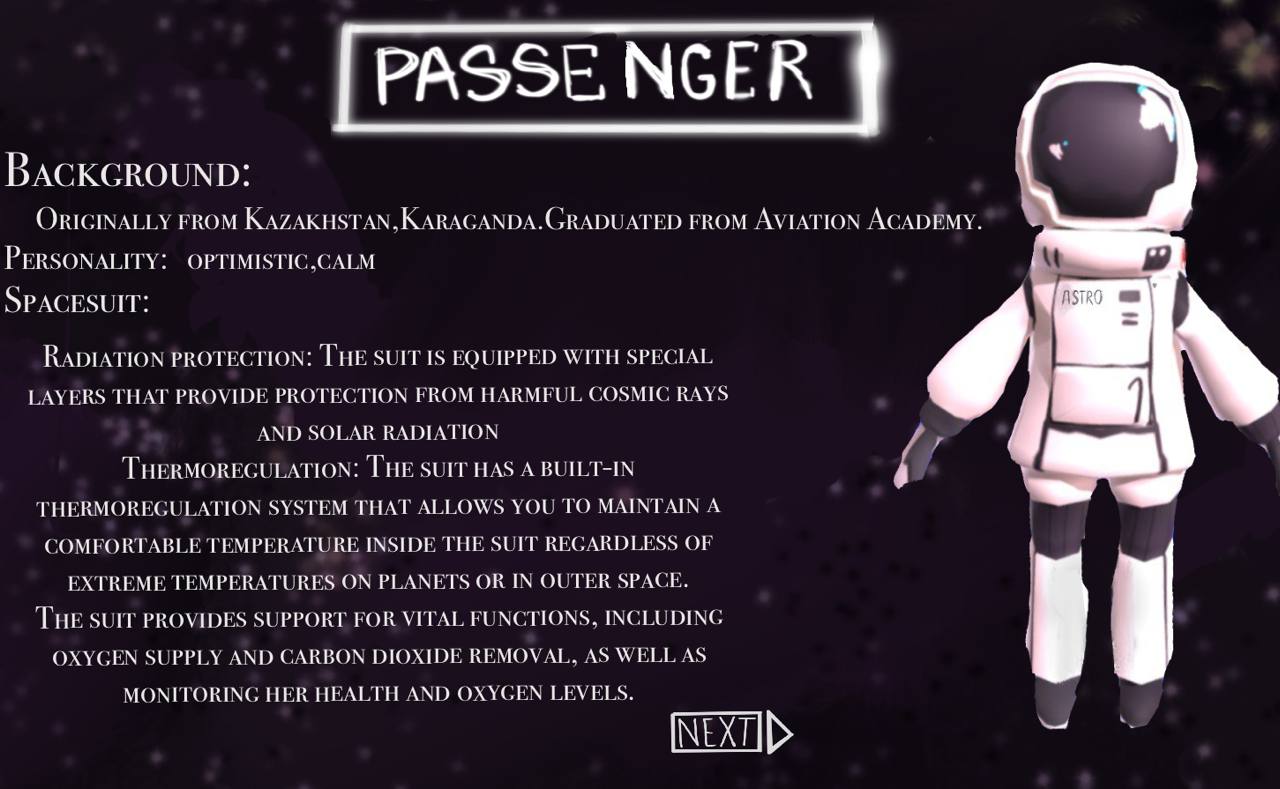 PASSENGER
Background:
Originally from Kazakhstan,Karaganda.Graduated from Aviation Academy.
Personality: optimistic,calm
Spacesuit:
Radiation protection: The suit is equipped with special
layers that provide protection from harmful cosmic rays
and solar radiation
Thermoregulation: The suit has a built-in
thermoregulation system that allows you to maintain a
comfortable temperature inside the suit regardless of
extreme temperatures on planets or in outer space.
The suit provides support for vital functions, including
oxygen supply and carbon dioxide removal, as well as
monitoring her health and oxygen levels.
NEXT
ASTRO